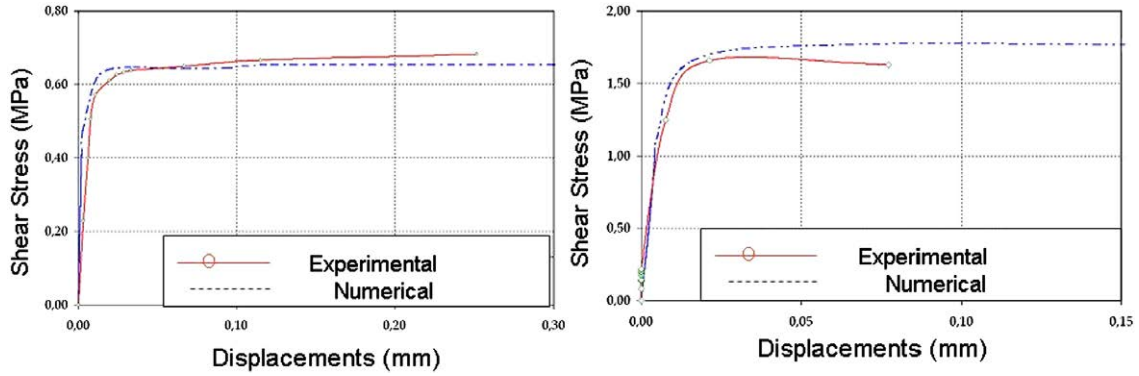 0,80
0,60
0,40
0,20
0,00
Shear Stress (MPa)
Experimental
Numerical
0,00 0,10 0,20 0,30
Displacements (mm)
2,00
1,50
1,00
0,50
0,00
Shear Stress (MPa)
Experimental
Numerical
0,00 0,05 0,10 0,15
Displacements (mm)